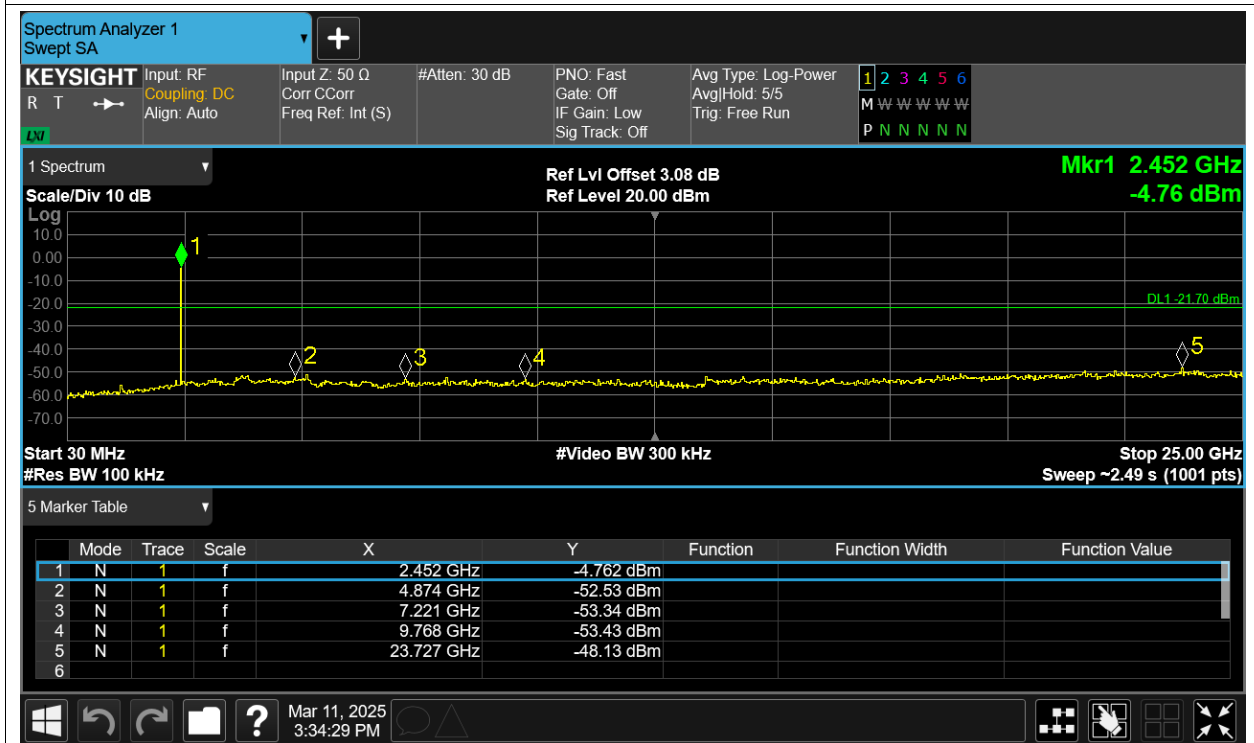 Spectrum Analyzer 1
Swept SA
+
KEYSIGHT Input: RF Input Z: 50 Ω #Atten: 30 dB PNO: Fast Avg Type: Log-Power 1 2 3 4 5 6
R T Coupling: DC Corr CCorr Gate: Off Avg|Hold: 5/5 M W W W W W
Align: Auto Freq Ref: Int (S) IF Gain: Low Trig: Free Run
LXI Sig Track: Off P N N N N N
1 Spectrum Ref Lvl Offset 3.08 dB Mkr1 2.452 GHz
Scale/Div 10 dB Ref Level 20.00 dBm -4.76 dBm
Log
10.0
0.00
-10.0
-20.0
-30.0
-40.0
-50.0
-60.0
-70.0
1
DL1 -21.70 dBm
2 3 4 5
Start 30 MHz #Video BW 300 kHz Stop 25.00 GHz
#Res BW 100 kHz Sweep ~2.49 s (1001 pts)
5 Marker Table
Mode Trace Scale X Y Function Function Width Function Value
1 N 1 f 2.452 GHz -4.762 dBm
2 N 1 f 4.874 GHz -52.53 dBm
3 N 1 f 7.221 GHz -53.34 dBm
4 N 1 f 9.768 GHz -53.43 dBm
5 N 1 f 23.727 GHz -48.13 dBm
6
? Mar 11, 2025
3:34:29 PM